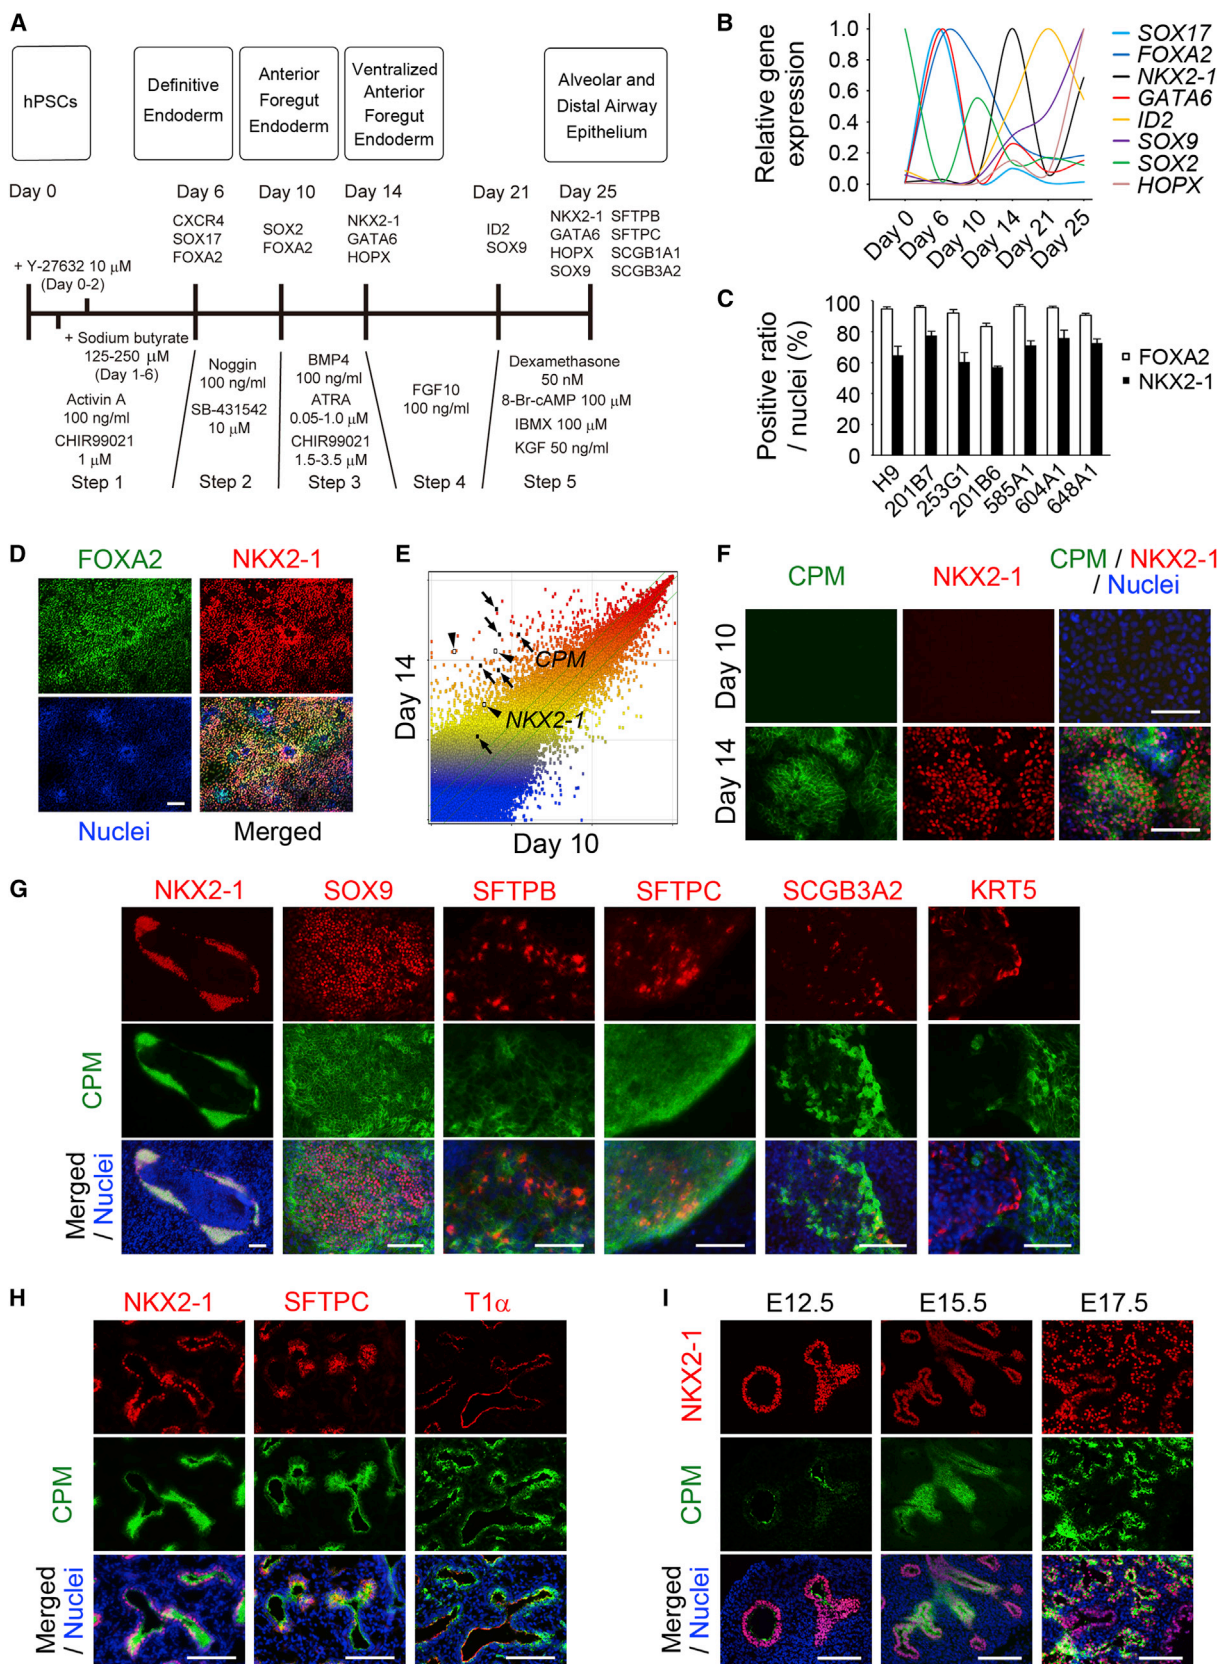 A
hPSCs
Definitive
Endoderm
Anterior
Foregut
Endoderm
Ventralized
Anterior
Foregut
Endoderm
Alveolar and
Distal Airway
Epithelium
Day 0
Day 6
Day 10
Day 14
Day 21
Day 25
CXCR4
SOX17
FOXA2
SOX2
FOXA2
NKX2-1
GATA6
HOPX
ID2
SOX9
NKX2-1 SFTPB
GATA6 SFTPC
HOPX SCGB1A1
SOX9 SCGB3A2
+ Y-27632 10 μM
(Day 0-2)
+ Sodium butyrate
125-250 μM
(Day 1-6)
Activin A
100 ng/ml
CHIR99021
1 μM
Step 1
Noggin
100 ng/ml
SB-431542
10 μM
Step 2
BMP4
100 ng/ml
ATRA
0.05-1.0 μM
CHIR99021
1.5-3.5 μM
Step 3
FGF10
100 ng/ml
Step 4
Dexamethasone
50 nM
8-Br-cAMP 100 μM
IBMX 100 μM
KGF 50 ng/ml
Step 5
B
Relative gene
expression
1.0
0.8
0.6
0.4
0.2
0.0
Day 0
Day 6
Day 10
Day 14
Day 21
Day 25
SOX17
FOXA2
NKX2-1
GATA6
ID2
SOX9
SOX2
HOPX
C
Positive ratio
/ nuclei (%)
100
80
60
40
20
0
H9
201B7
253G1
201B6
585A1
604A1
648A1
FOXA2
NKX2-1
D
FOXA2
NKX2-1
Nuclei
Merged
E
Day 14
CPM
NKX2-1
Day 10
F
CPM
NKX2-1
CPM / NKX2-1
/ Nuclei
Day 10
Day 14
G
NKX2-1
SOX9
SFTPB
SFTPC
SCGB3A2
KRT5
CPM
Merged
/ Nuclei
H
NKX2-1
SFTPC
T1α
CPM
Merged
/ Nuclei
I
E12.5
E15.5
E17.5
NKX2-1
CPM
Merged
/ Nuclei